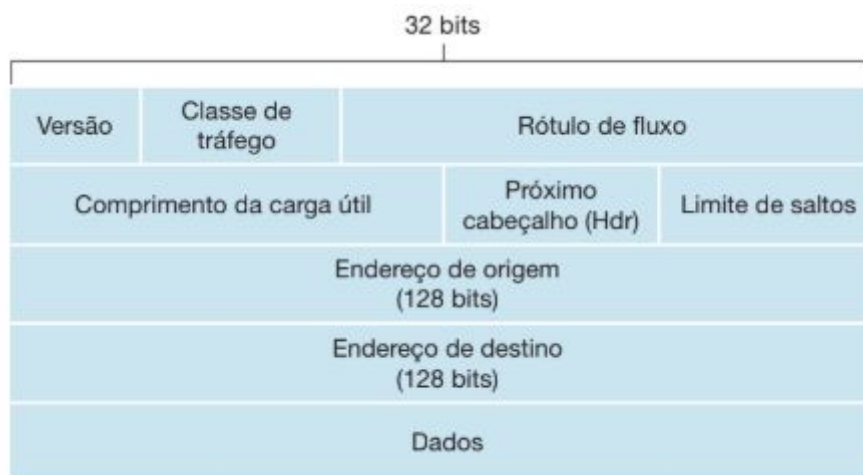 32 bits
Versão
Classe de
tráfego
Rótulo de fluxo
Comprimento da carga útil
Próximo
cabeçalho (Hdr)
Limite de saltos
Endereço de origem
(128 bits)
Endereço de destino
(128 bits)
Dados